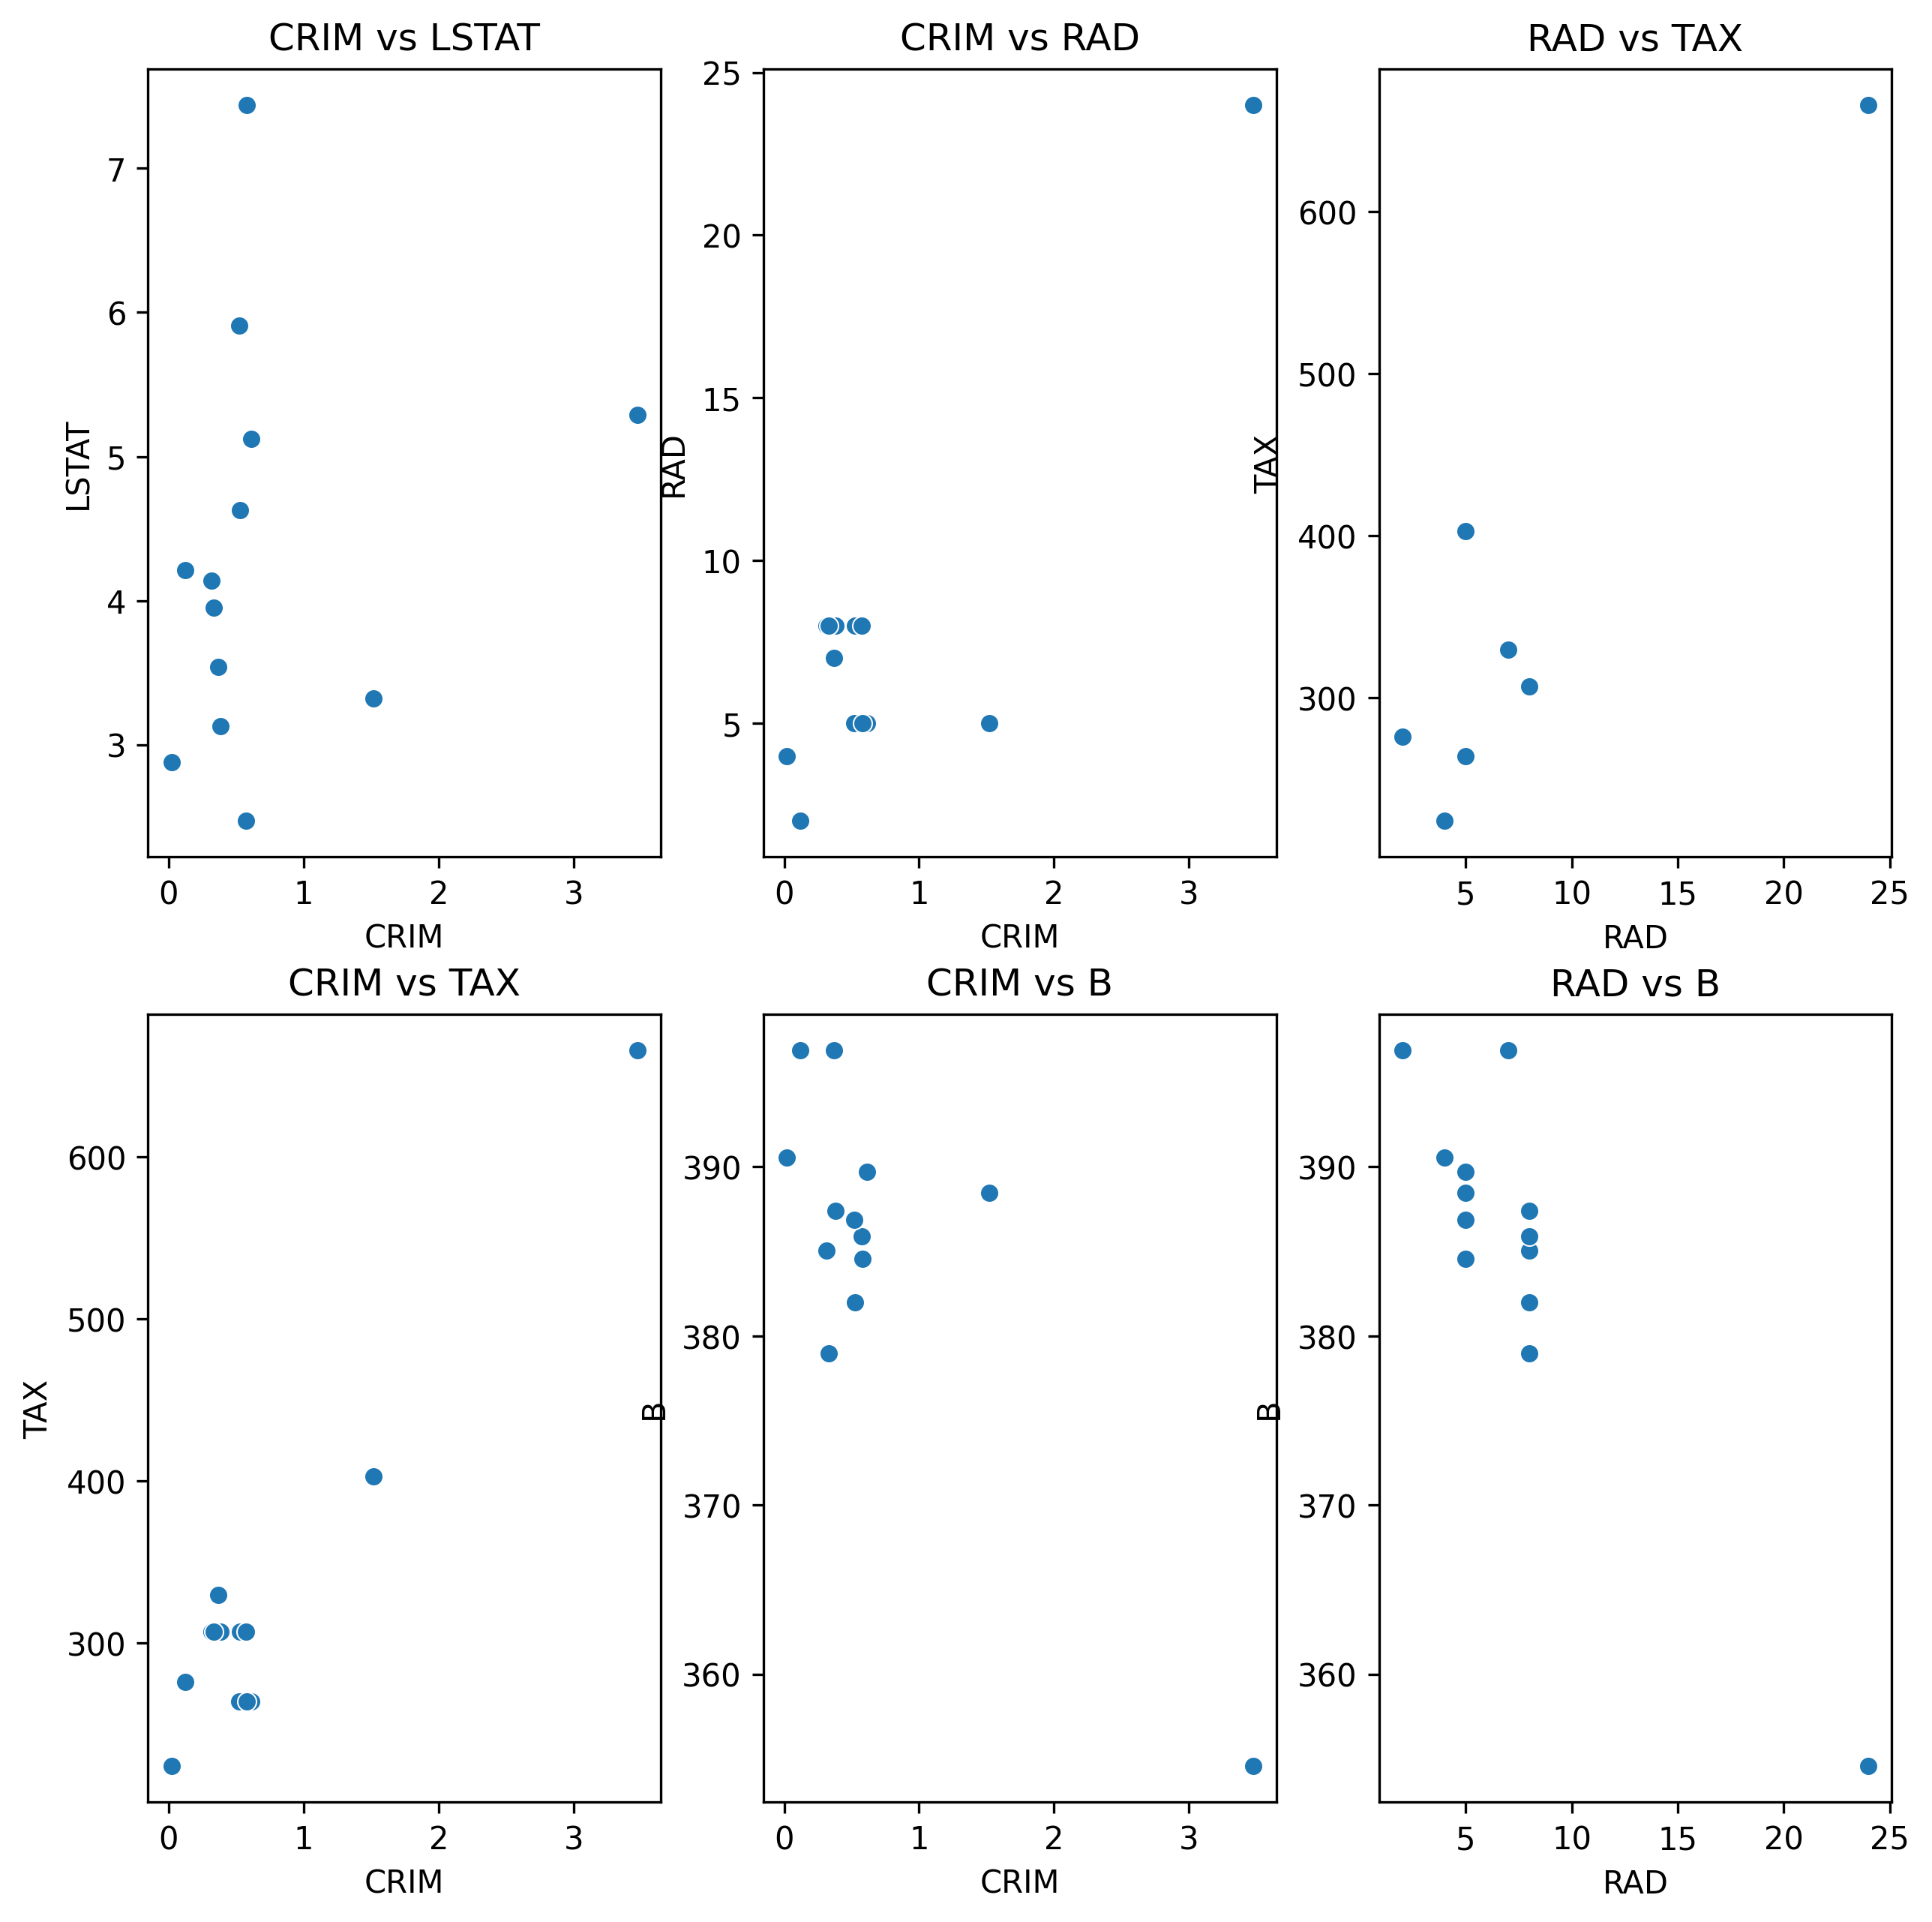 CRIM vs LSTAT
7
6
5
4
3
LSTAT
0 1 2 3
CRIM
CRIM vs RAD
25
20
15
10
5
RAD
0 1 2 3
CRIM
RAD vs TAX
600
500
400
300
TAX
5 10 15 20 25
RAD
CRIM vs TAX
600
500
400
300
TAX
0 1 2 3
CRIM
CRIM vs B
390
380
370
360
B
0 1 2 3
CRIM
RAD vs B
390
380
370
360
B
5 10 15 20 25
RAD